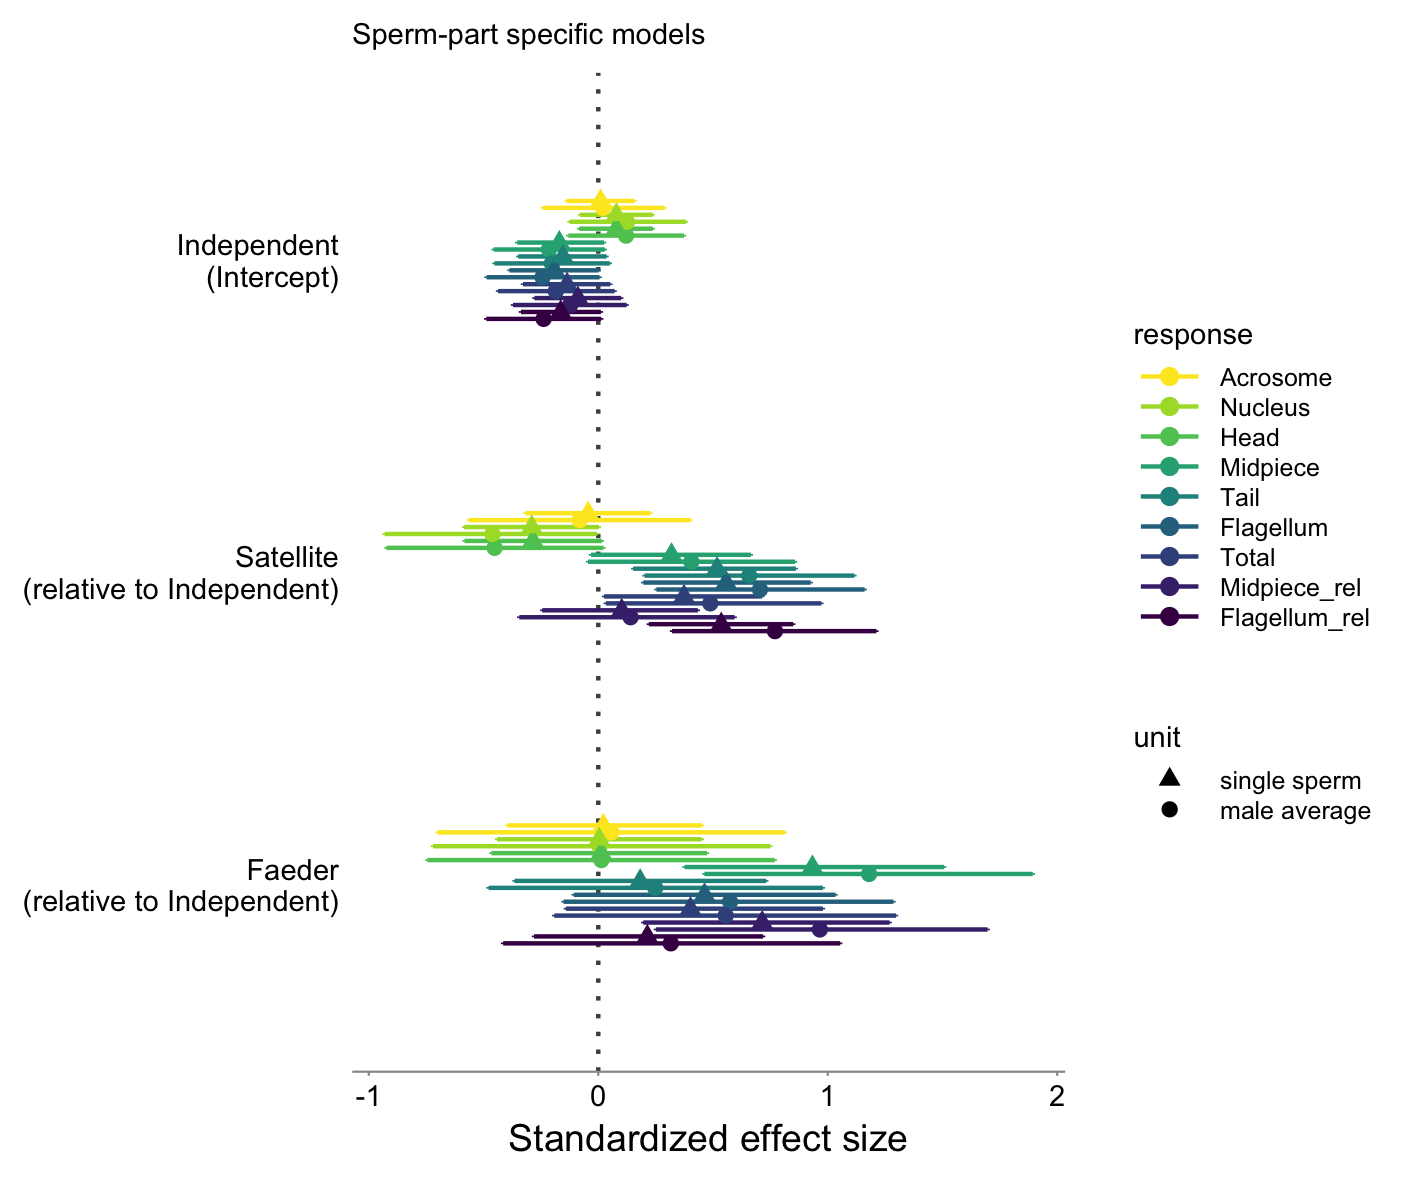 Sperm-part specific models
Independent
(Intercept)
Satellite
(relative to Independent)
Faeder
(relative to Independent)
-1
0
1
2
Standardized effect size
response
Acrosome
Nucleus
Head
Midpiece
Tail
Flagellum
Total
Midpiece_rel
Flagellum_rel
unit
single sperm
male average